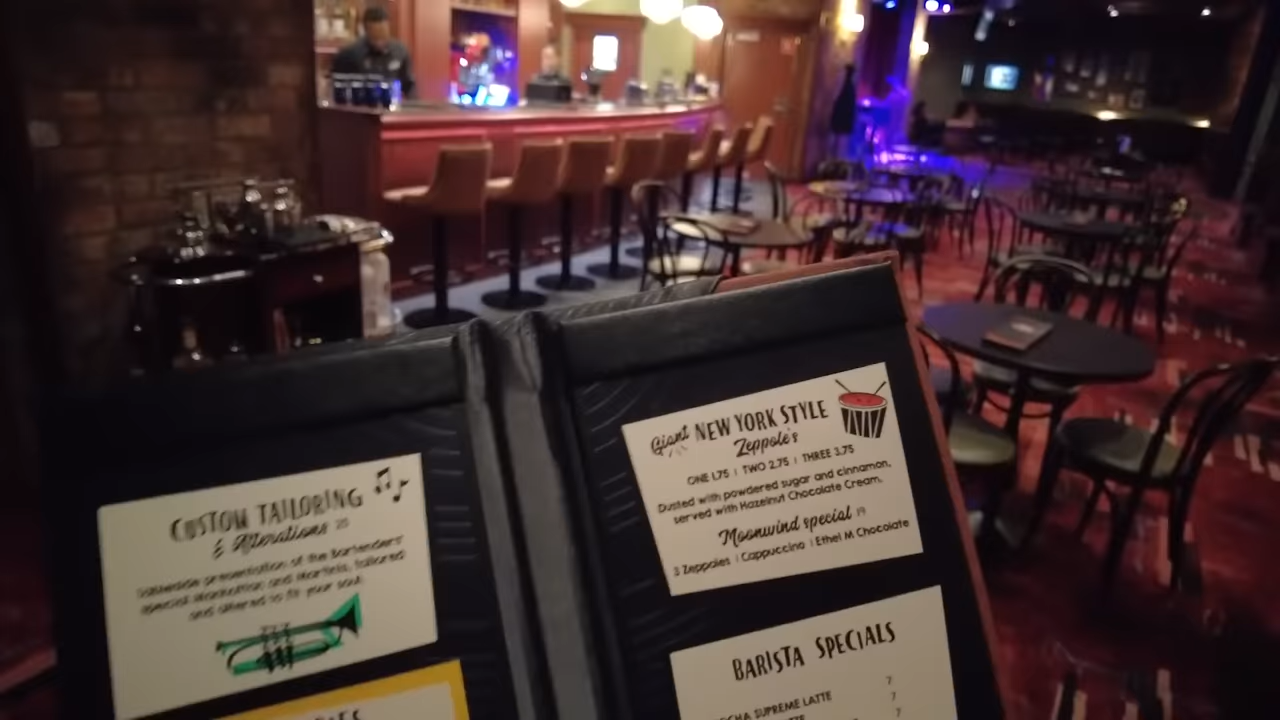 CUSTOM TAILORING
& Alterations 25
Tableside presentation of the Bartenders'
special Manhattan and Martini, tailored
and altered to fit your soul.
Giant NEW YORK STYLE
Zeppole's
ONE 1.75 | TWO 2.75 | THREE 3.75
Dusted with powdered sugar and cinnamon,
served with Hazelnut Chocolate Cream.
Moonwind special 19
3 Zeppoles | Cappuccino | Ethel M Chocolate
BARISTA SPECIALS
7
MOCHA SUPREME LATTE 7
7